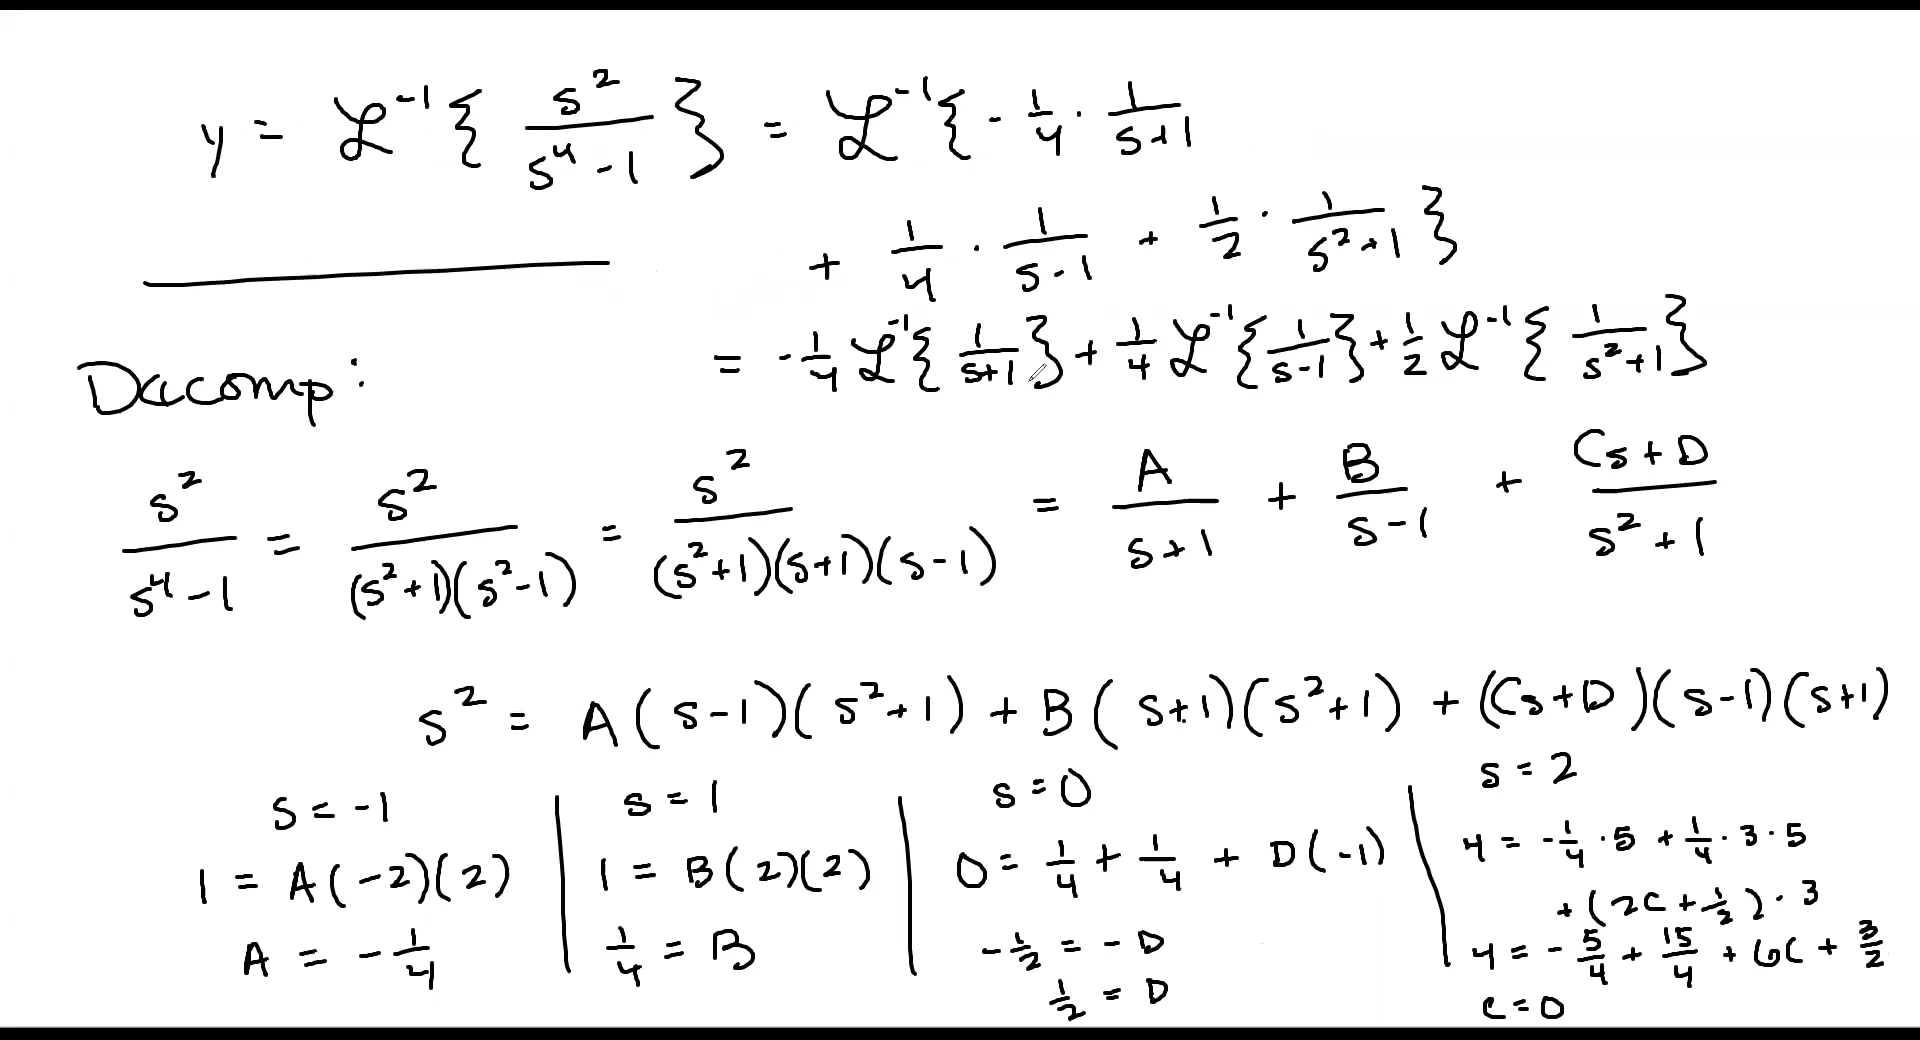 y = ℒ⁻¹{ s²/(s⁴-1) } = ℒ⁻¹{ - 1/4 · 1/(s+1)
+ 1/4 · 1/(s-1) + 1/2 · 1/(s²+1) }
= -1/4 ℒ⁻¹{ 1/(s+1) } + 1/4 ℒ⁻¹{ 1/(s-1) } + 1/2 ℒ⁻¹{ 1/(s²+1) }
Decomp:
s²/(s⁴-1) = s²/((s²+1)(s²-1)) = s²/((s²+1)(s+1)(s-1)) = A/(s+1) + B/(s-1) + (Cs+D)/(s²+1)
s² = A(s-1)(s²+1) + B(s+1)(s²+1) + (Cs+D)(s-1)(s+1)
s = -1
1 = A(-2)(2)
A = -1/4
s = 1
1 = B(2)(2)
1/4 = B
s = 0
0 = 1/4 + 1/4 + D(-1)
-1/2 = -D
1/2 = D
s = 2
4 = -1/4 · 5 + 1/4 · 3 · 5
+ (2C + 1/2) · 3
4 = -5/4 + 15/4 + 6C + 3/2
C = 0